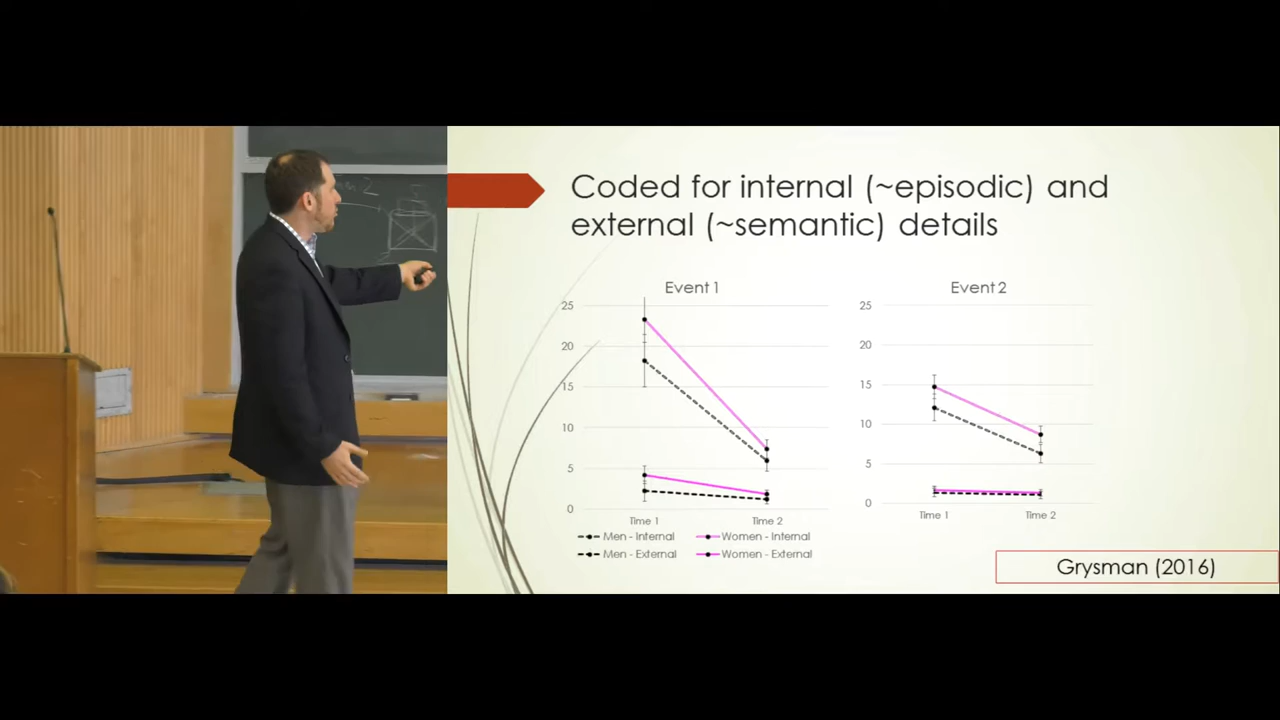 Coded for internal (~episodic) and
external (~semantic) details
Event 1
25
20
15
10
5
0
Time 1
Time 2
Men - Internal
Women - Internal
Men - External
Women - External
Event 2
25
20
15
10
5
0
Time 1
Time 2
Grysman (2016)